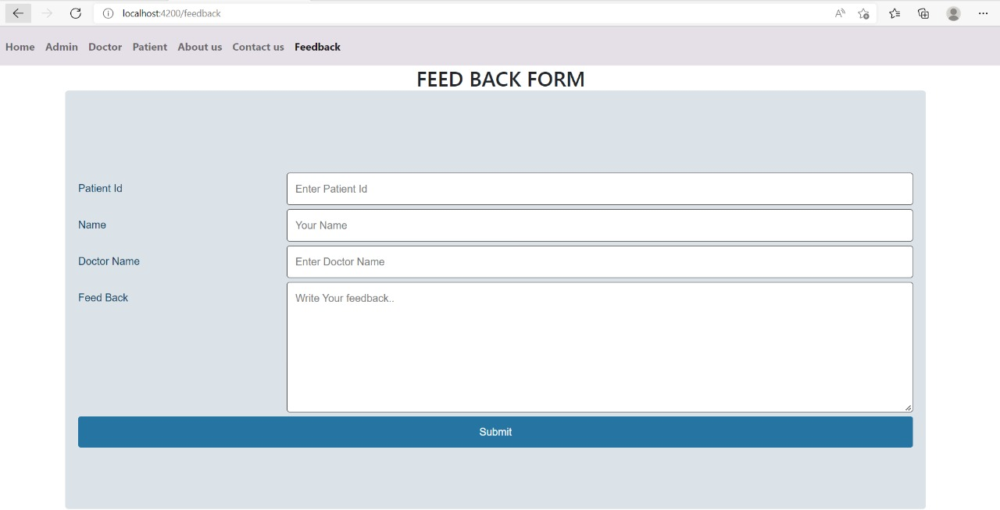 localhost:4200/feedback
Home Admin Doctor Patient About us Contact us Feedback
FEED BACK FORM
Patient Id Enter Patient Id
Name Your Name
Doctor Name Enter Doctor Name
Feed Back Write Your feedback..
Submit